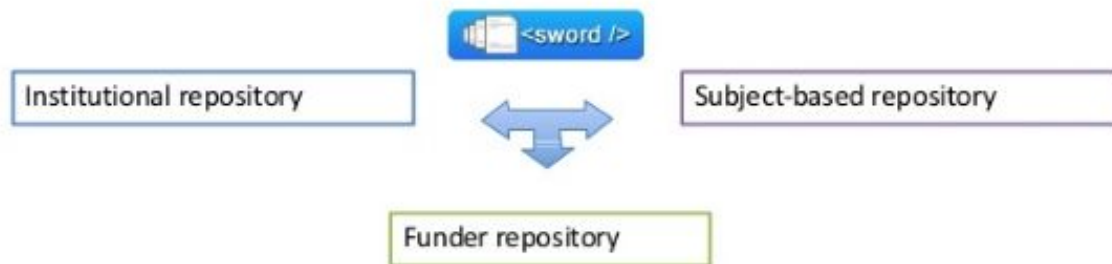 <sword />
Institutional repository
Subject-based repository
Funder repository